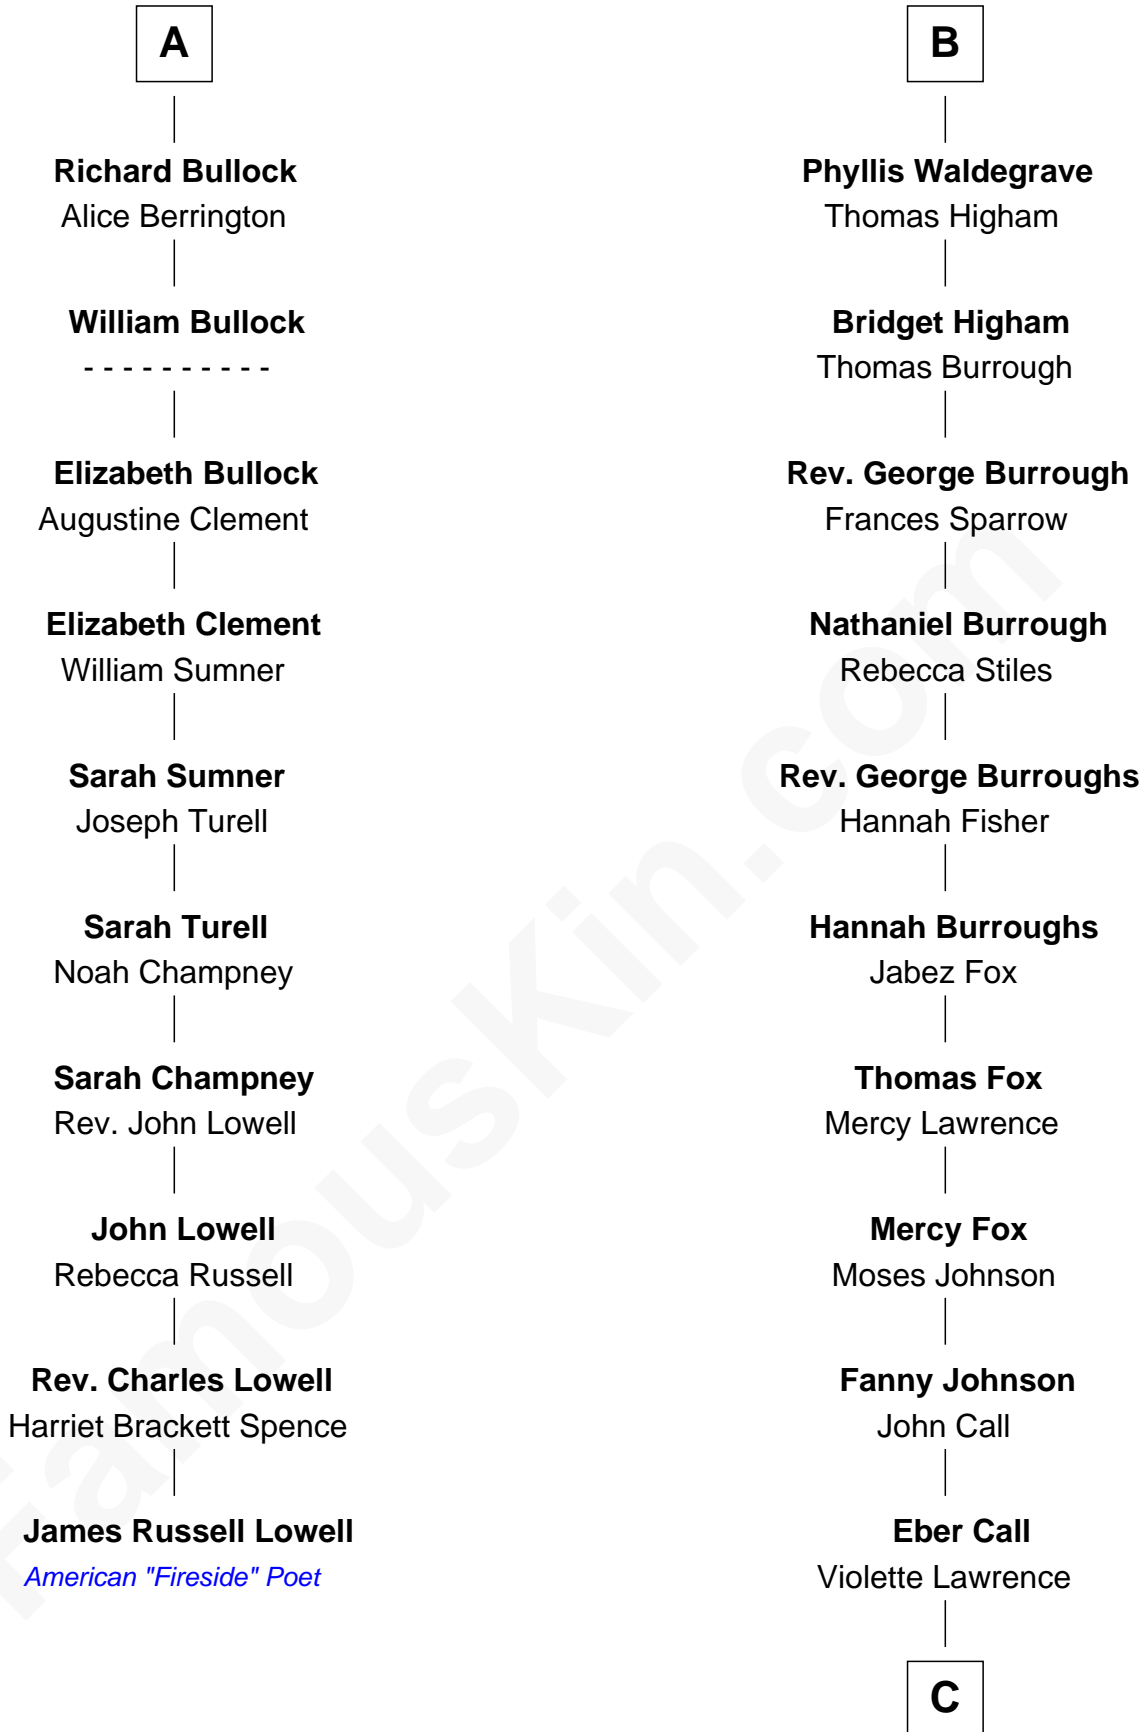 A
Richard Bullock
Alice Berrington
William Bullock
- - - - - - - - - -
Elizabeth Bullock
Augustine Clement
Elizabeth Clement
William Sumner
Sarah Sumner
Joseph Turell
Sarah Turell
Noah Champney
Sarah Champney
Rev. John Lowell
John Lowell
Rebecca Russell
Rev. Charles Lowell
Harriet Brackett Spence
James Russell Lowell
American "Fireside" Poet
B
Phyllis Waldegrave
Thomas Higham
Bridget Higham
Thomas Burrough
Rev. George Burrough
Frances Sparrow
Nathaniel Burrough
Rebecca Stiles
Rev. George Burroughs
Hannah Fisher
Hannah Burroughs
Jabez Fox
Thomas Fox
Mercy Lawrence
Mercy Fox
Moses Johnson
Fanny Johnson
John Call
Eber Call
Violette Lawrence
C
FamousKin.com